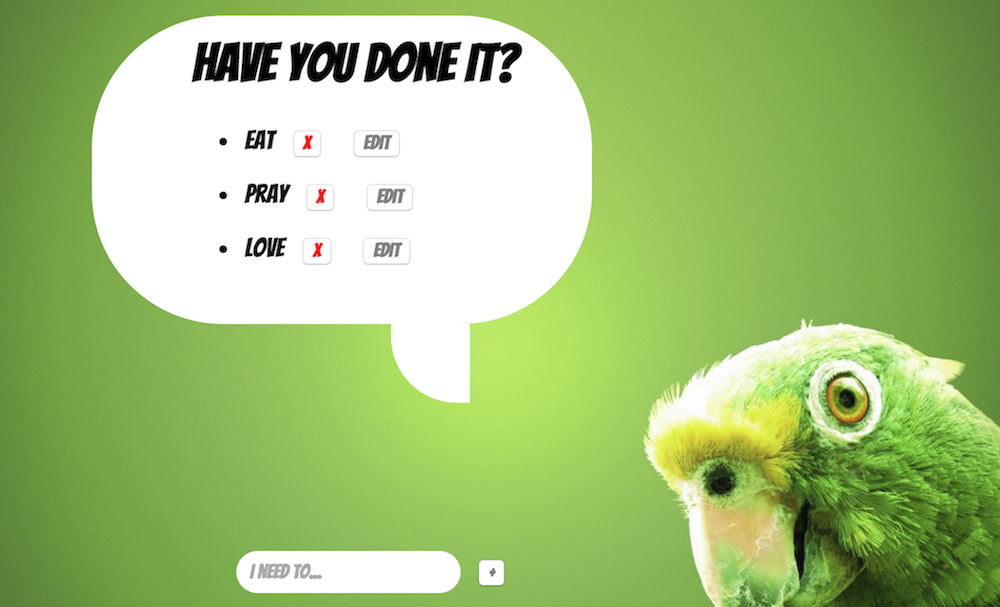 HAVE YOU DONE IT?
EAT X EDIT
PRAY X EDIT
LOVE X EDIT
I NEED TO... +